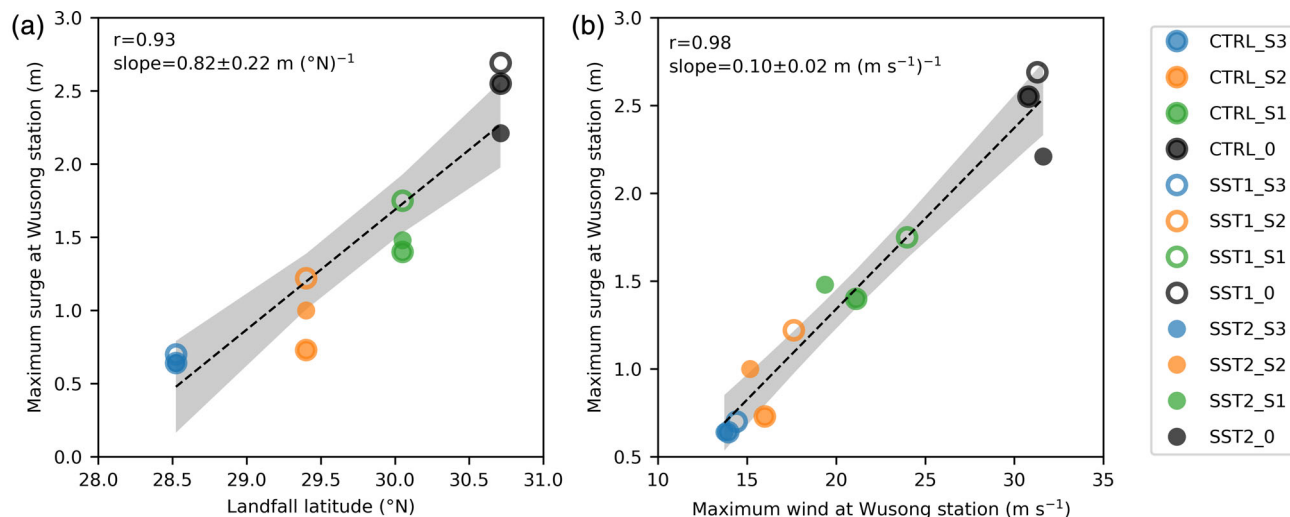 (a)
r=0.93
slope=0.82±0.22 m (°N)⁻¹
Maximum surge at Wusong station (m)
3.0
2.5
2.0
1.5
1.0
0.5
0.0
28.0 28.5 29.0 29.5 30.0 30.5 31.0
Landfall latitude (°N)
(b)
r=0.98
slope=0.10±0.02 m (m s⁻¹)⁻¹
Maximum surge at Wusong station (m)
3.0
2.5
2.0
1.5
1.0
0.5
10 15 20 25 30 35
Maximum wind at Wusong station (m s⁻¹)
CTRL_S3
CTRL_S2
CTRL_S1
CTRL_0
SST1_S3
SST1_S2
SST1_S1
SST1_0
SST2_S3
SST2_S2
SST2_S1
SST2_0